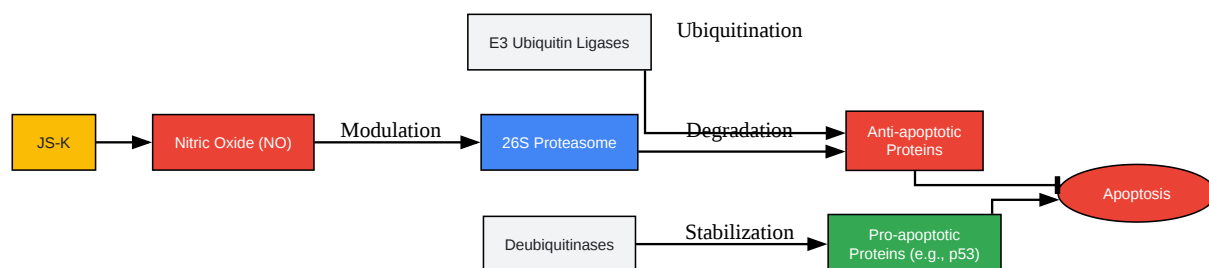 E3 Ubiquitin Ligases
Ubiquitination
JS-K
Nitric Oxide (NO)
Modulation
26S Proteasome
Degradation
Anti-apoptotic
Proteins
Apoptosis
Deubiquitinases
Stabilization
Pro-apoptotic
Proteins (e.g., p53)